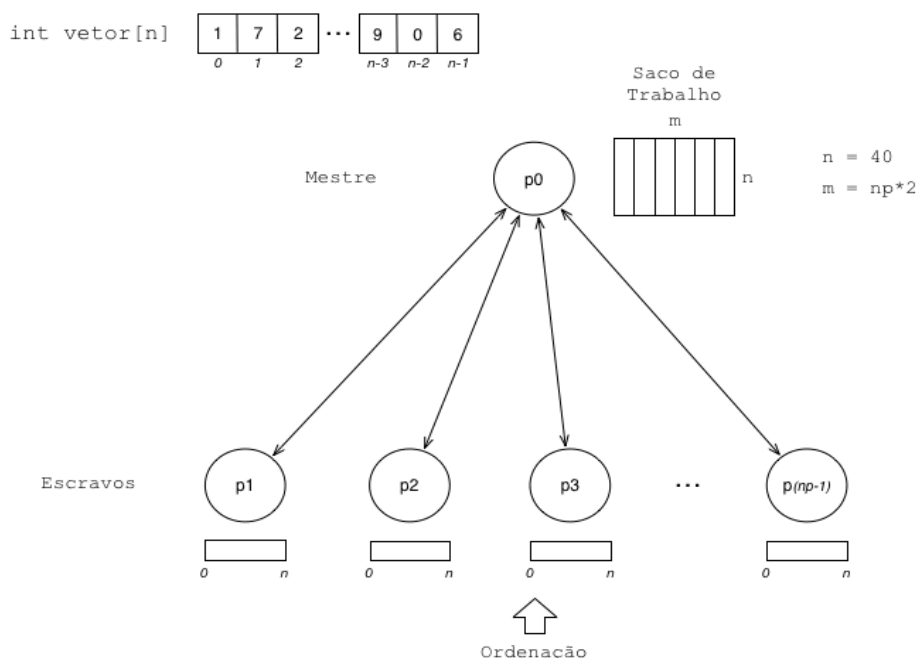 int vetor[n] 1 7 2 ... 9 0 6
0 1 2 n-3 n-2 n-1
Saco de
Trabalho
m
n = 40
Mestre p0 n
m = np*2
Escravos p1 p2 p3 ... p(np-1)
0 n 0 n 0 n 0 n
Ordenação